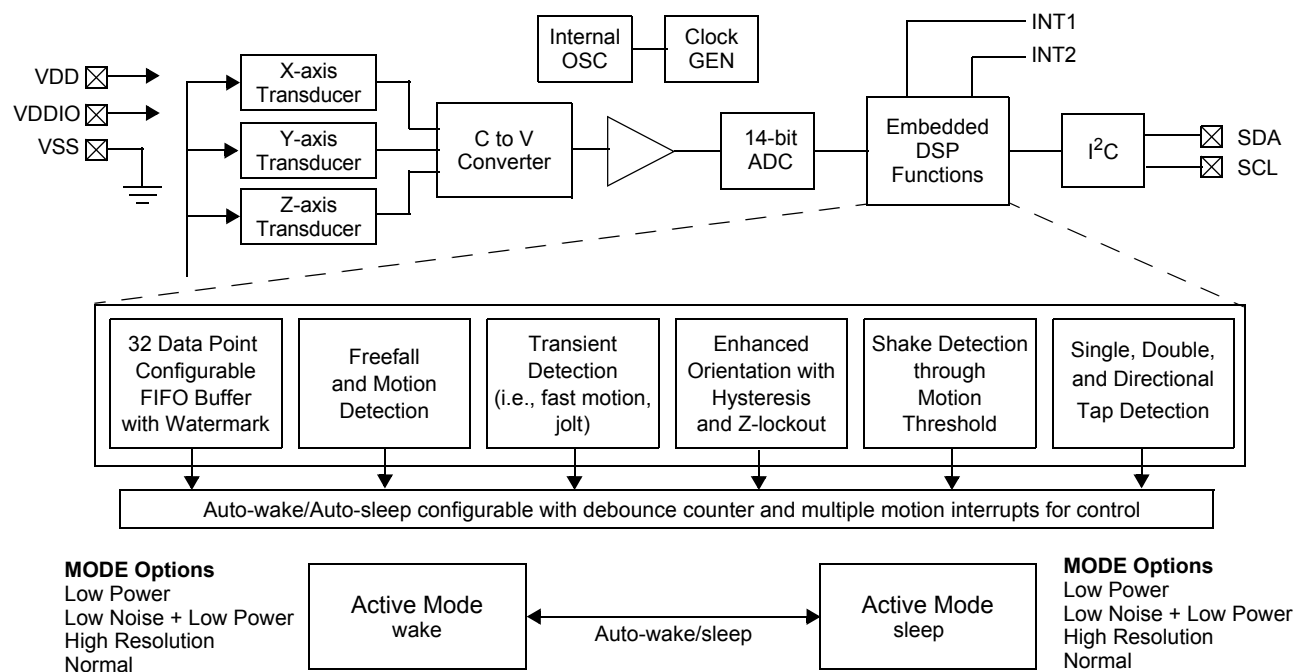 INT1
INT2
Internal
OSC
Clock
GEN
VDD
VDDIO
VSS
X-axis
Transducer
Y-axis
Transducer
Z-axis
Transducer
C to V
Converter
14-bit
ADC
Embedded
DSP
Functions
I²C
SDA
SCL
32 Data Point
Configurable
FIFO Buffer
with Watermark
Freefall
and Motion
Detection
Transient
Detection
(i.e., fast motion,
jolt)
Enhanced
Orientation with
Hysteresis
and Z-lockout
Shake Detection
through
Motion
Threshold
Single, Double,
and Directional
Tap Detection
Auto-wake/Auto-sleep configurable with debounce counter and multiple motion interrupts for control
MODE Options
Low Power
Low Noise + Low Power
High Resolution
Normal
Active Mode
wake
Auto-wake/sleep
Active Mode
sleep
MODE Options
Low Power
Low Noise + Low Power
High Resolution
Normal